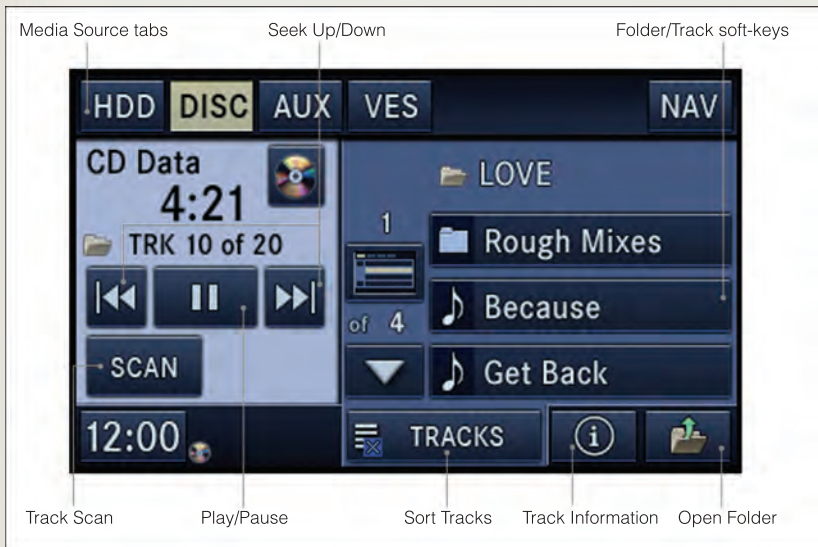 Media Source tabs
Seek Up/Down
Folder/Track soft-keys
HDD DISC AUX VES NAV
CD Data
4:21
TRK 10 of 20
SCAN
12:00
LOVE
1
of 4
Rough Mixes
Because
Get Back
TRACKS
i
Track Scan
Play/Pause
Sort Tracks
Track Information
Open Folder